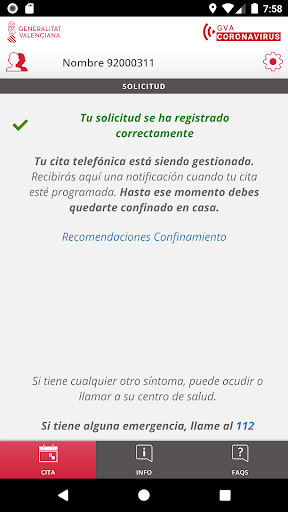 7:58
GENERALITAT
VALENCIANA
GVA
CORONAVIRUS
Nombre 92000311
SOLICITUD
Tu solicitud se ha registrado
correctamente
Tu cita telefónica está siendo gestionada.
Recibirás aquí una notificación cuando tu cita
esté programada. Hasta ese momento debes
quedarte confinado en casa.
Recomendaciones Confinamiento
Si tiene cualquier otro síntoma, puede acudir o
llamar a su centro de salud.
Si tiene alguna emergencia, llame al 112
CITA
INFO
FAQS